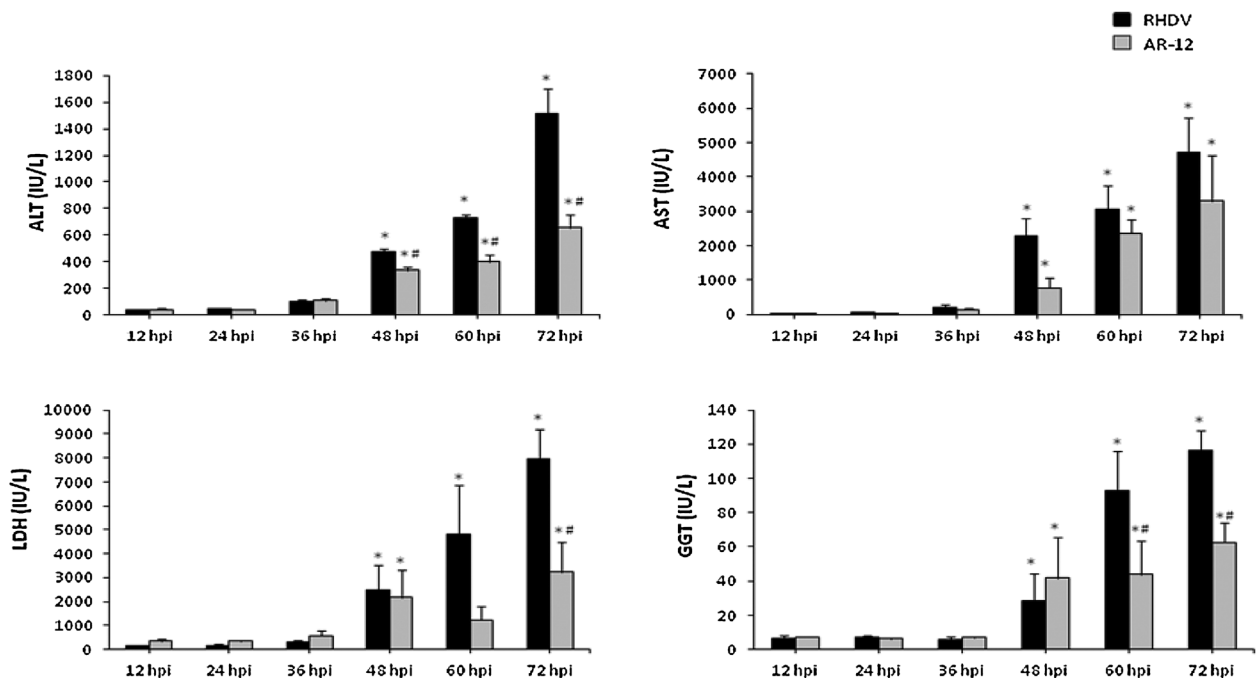 RHDV
AR-12
ALT (IU/L)
1800
1600
1400
1200
1000
800
600
400
200
0
* * *# * *# * *#
12 hpi 24 hpi 36 hpi 48 hpi 60 hpi 72 hpi
AST (IU/L)
7000
6000
5000
4000
3000
2000
1000
0
* * * * * *
12 hpi 24 hpi 36 hpi 48 hpi 60 hpi 72 hpi
LDH (IU/L)
10000
9000
8000
7000
6000
5000
4000
3000
2000
1000
0
* * * * *#
12 hpi 24 hpi 36 hpi 48 hpi 60 hpi 72 hpi
GGT (IU/L)
140
120
100
80
60
40
20
0
* * * *# * *#
12 hpi 24 hpi 36 hpi 48 hpi 60 hpi 72 hpi